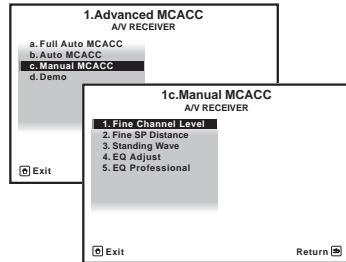 1.Advanced MCACC
A/V RECEIVER
a.Full Auto MCACC
b.Auto MCACC
c.Manual MCACC
d.Demo
Exit
1c.Manual MCACC
A/V RECEIVER
1. Fine Channel Level
2. Fine SP Distance
3. Standing Wave
4. EQ Adjust
5. EQ Professional
Exit
Return